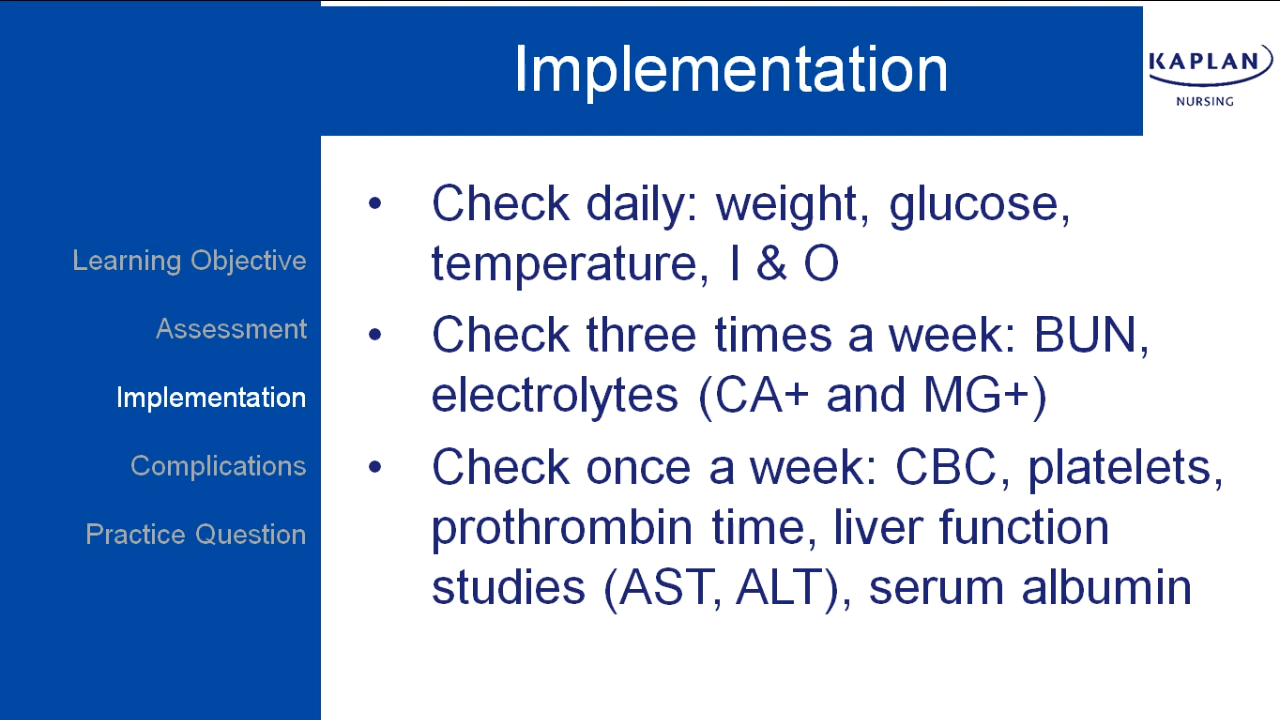 Implementation
KAPLAN
NURSING
Learning Objective
Assessment
Implementation
Complications
Practice Question
• Check daily: weight, glucose,
temperature, I & O
• Check three times a week: BUN,
electrolytes (CA+ and MG+)
• Check once a week: CBC, platelets,
prothrombin time, liver function
studies (AST, ALT), serum albumin